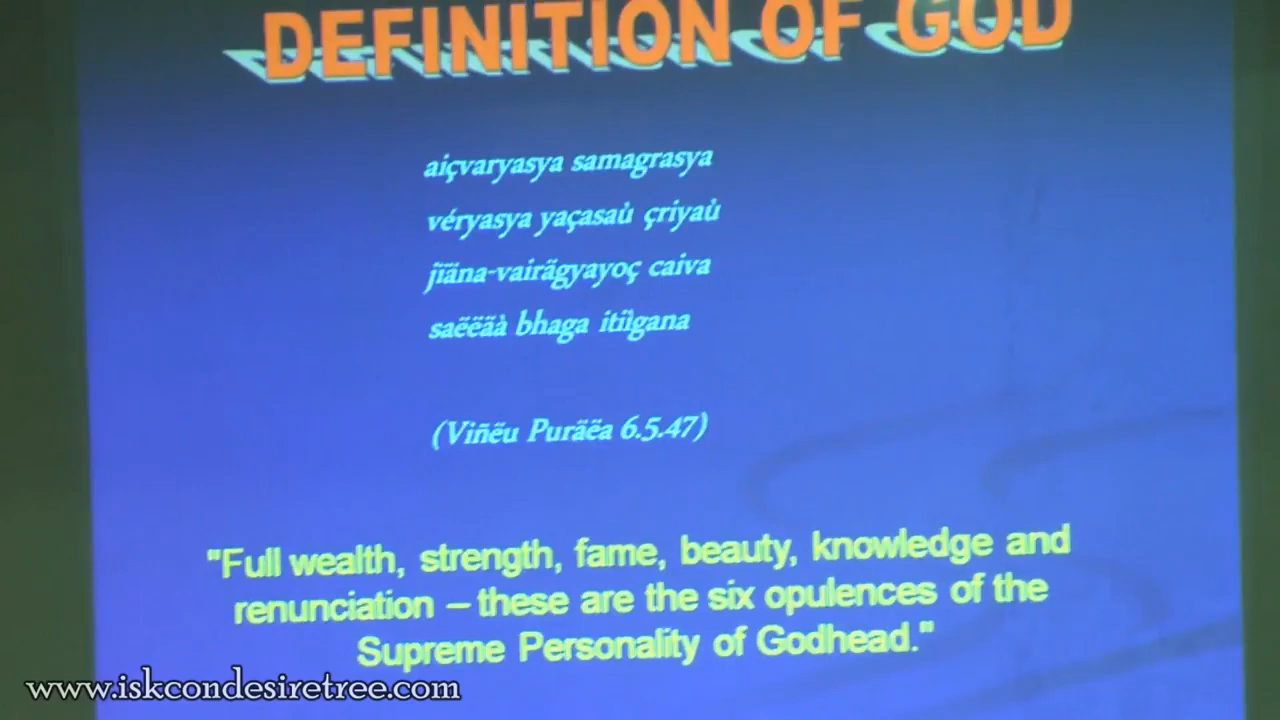 DEFINITION OF GOD
aiçvaryasya samagrasya
véryasya yaçasaù çriyaù
jïäna-vairägyayoç caiva
saëëäà bhaga itiìgana
(Viñëu Puräëa 6.5.47)
"Full wealth, strength, fame, beauty, knowledge and
renunciation – these are the six opulences of the
Supreme Personality of Godhead."
www.iskcondesiretree.com